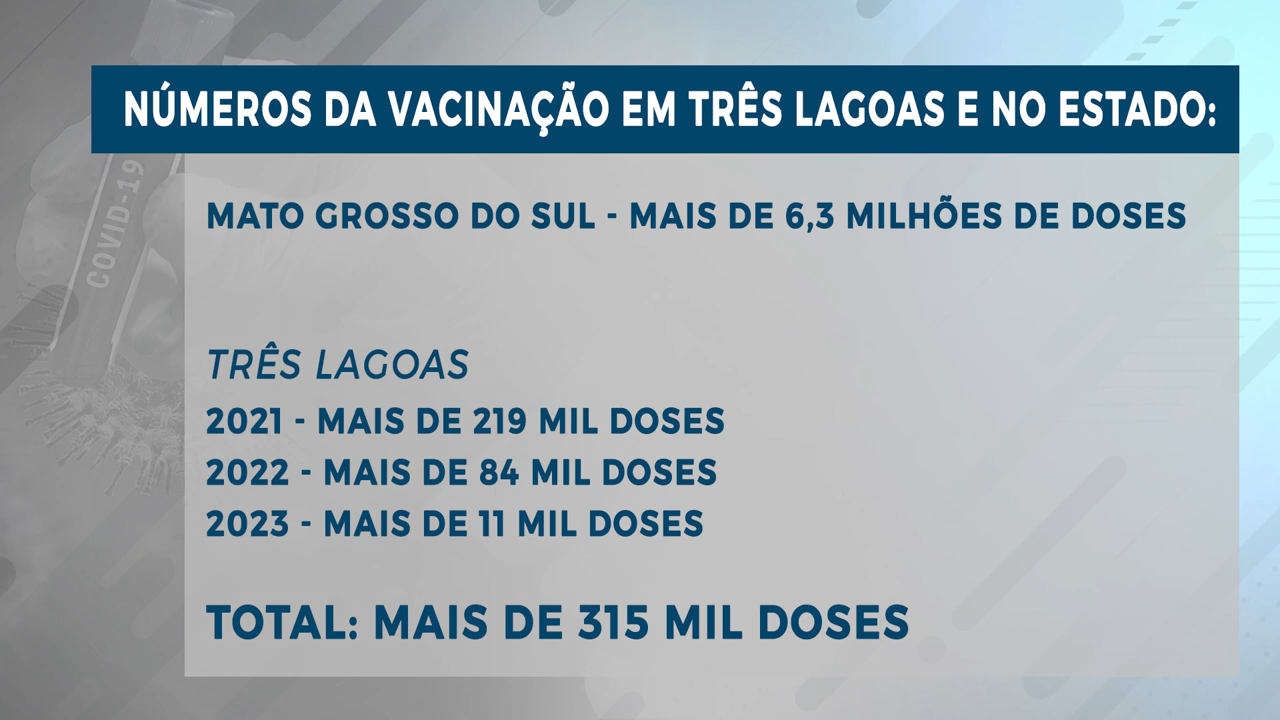 NÚMEROS DA VACINAÇÃO EM TRÊS LAGOAS E NO ESTADO:
COVID-19
MATO GROSSO DO SUL - MAIS DE 6,3 MILHÕES DE DOSES
TRÊS LAGOAS
2021 - MAIS DE 219 MIL DOSES
2022 - MAIS DE 84 MIL DOSES
2023 - MAIS DE 11 MIL DOSES
TOTAL: MAIS DE 315 MIL DOSES